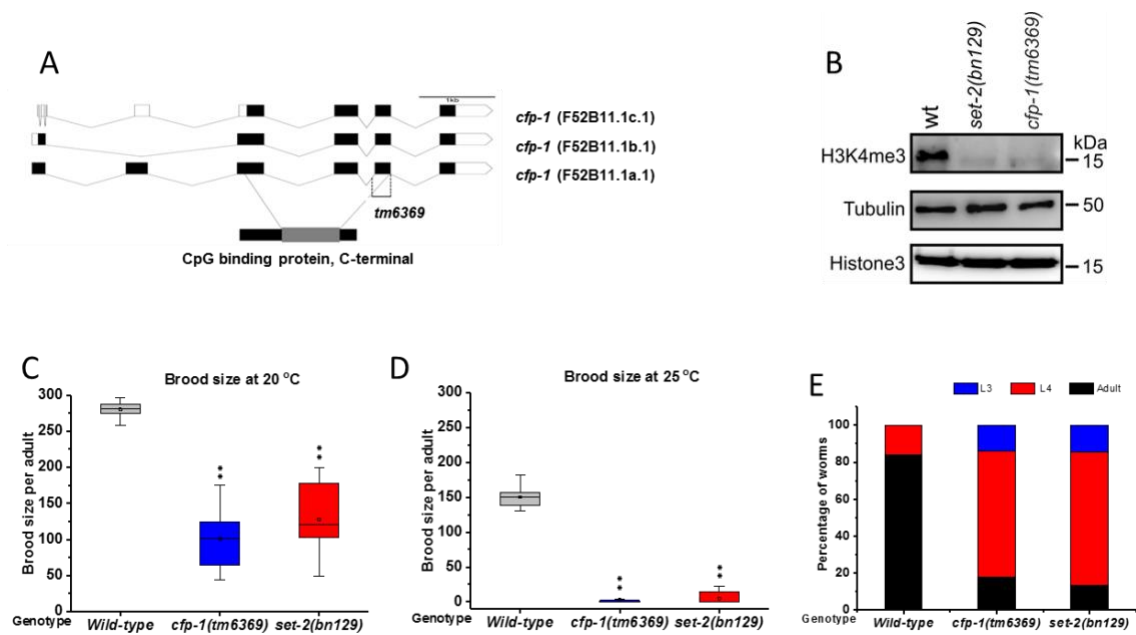 A
1kb
cfp-1 (F52B11.1c.1)
cfp-1 (F52B11.1b.1)
cfp-1 (F52B11.1a.1)
tm6369
CpG binding protein, C-terminal
B
wt
set-2(bn129)
cfp-1(tm6369)
kDa
H3K4me3
15
Tubulin
50
Histone3
15
C
Brood size at 20 °C
Brood size per adult
300
250
200
150
100
50
0
**
**
Genotype
Wild-type
cfp-1(tm6369)
set-2(bn129)
D
Brood size at 25 °C
Brood size per adult
300
250
200
150
100
50
0
**
**
Genotype
Wild-type
cfp-1(tm6369)
set-2(bn129)
E
L3 L4 Adult
Percentage of worms
100
80
60
40
20
0
Genotype
Wild-type
cfp-1(tm6369)
set-2(bn129)